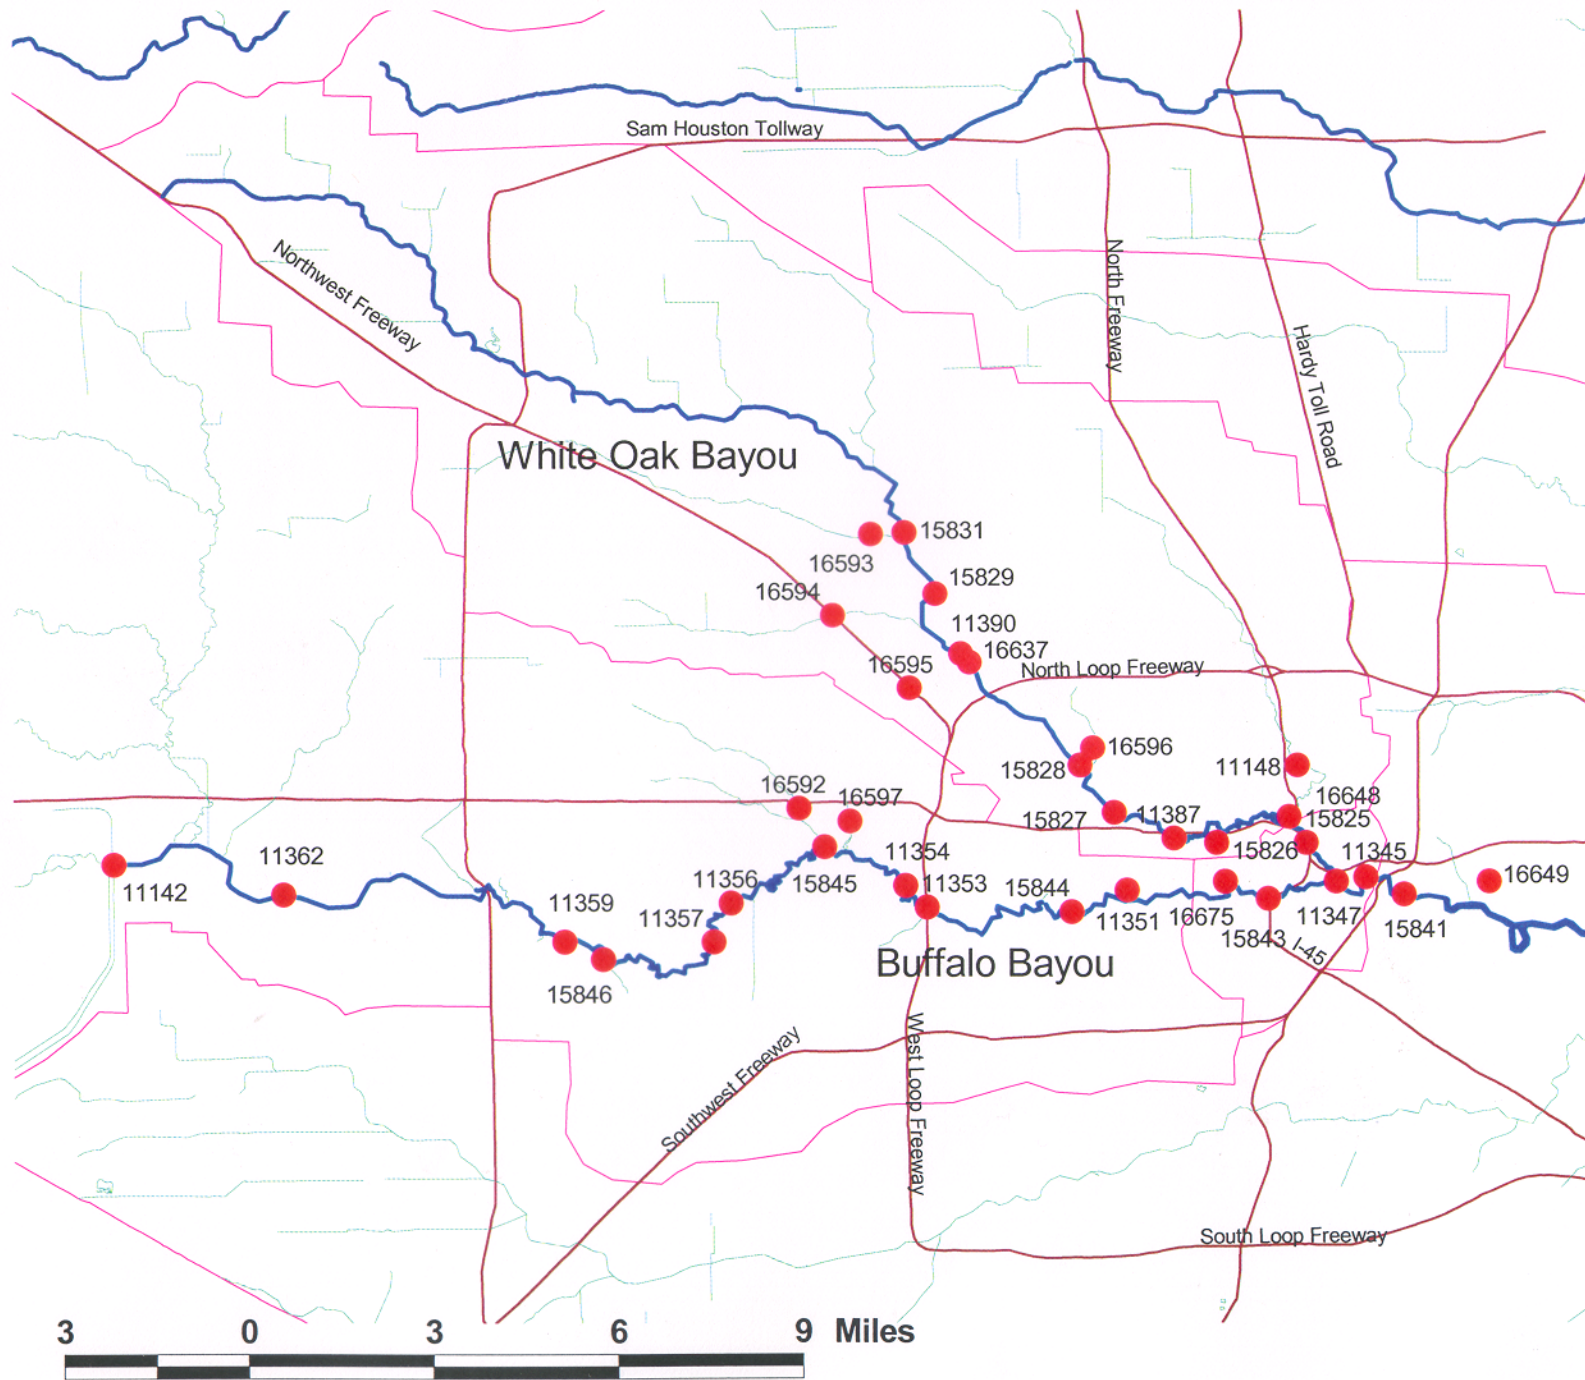 Sam Houston Tollway
Northwest Freeway
North Freeway
Hardy Toll Road
White Oak Bayou
15831
16593
15829
16594
11390
16637
16595
North Loop Freeway
16596
15828
11148
16592
16597
16648
15827
11387
15825
15826
11345
11362
11354
11142
11356
15845
11353
15844
16649
11359
11357
11351
16675
11347
15841
15843
I-45
15846
Buffalo Bayou
West Loop Freeway
Southwest Freeway
South Loop Freeway
3 0 3 6 9 Miles